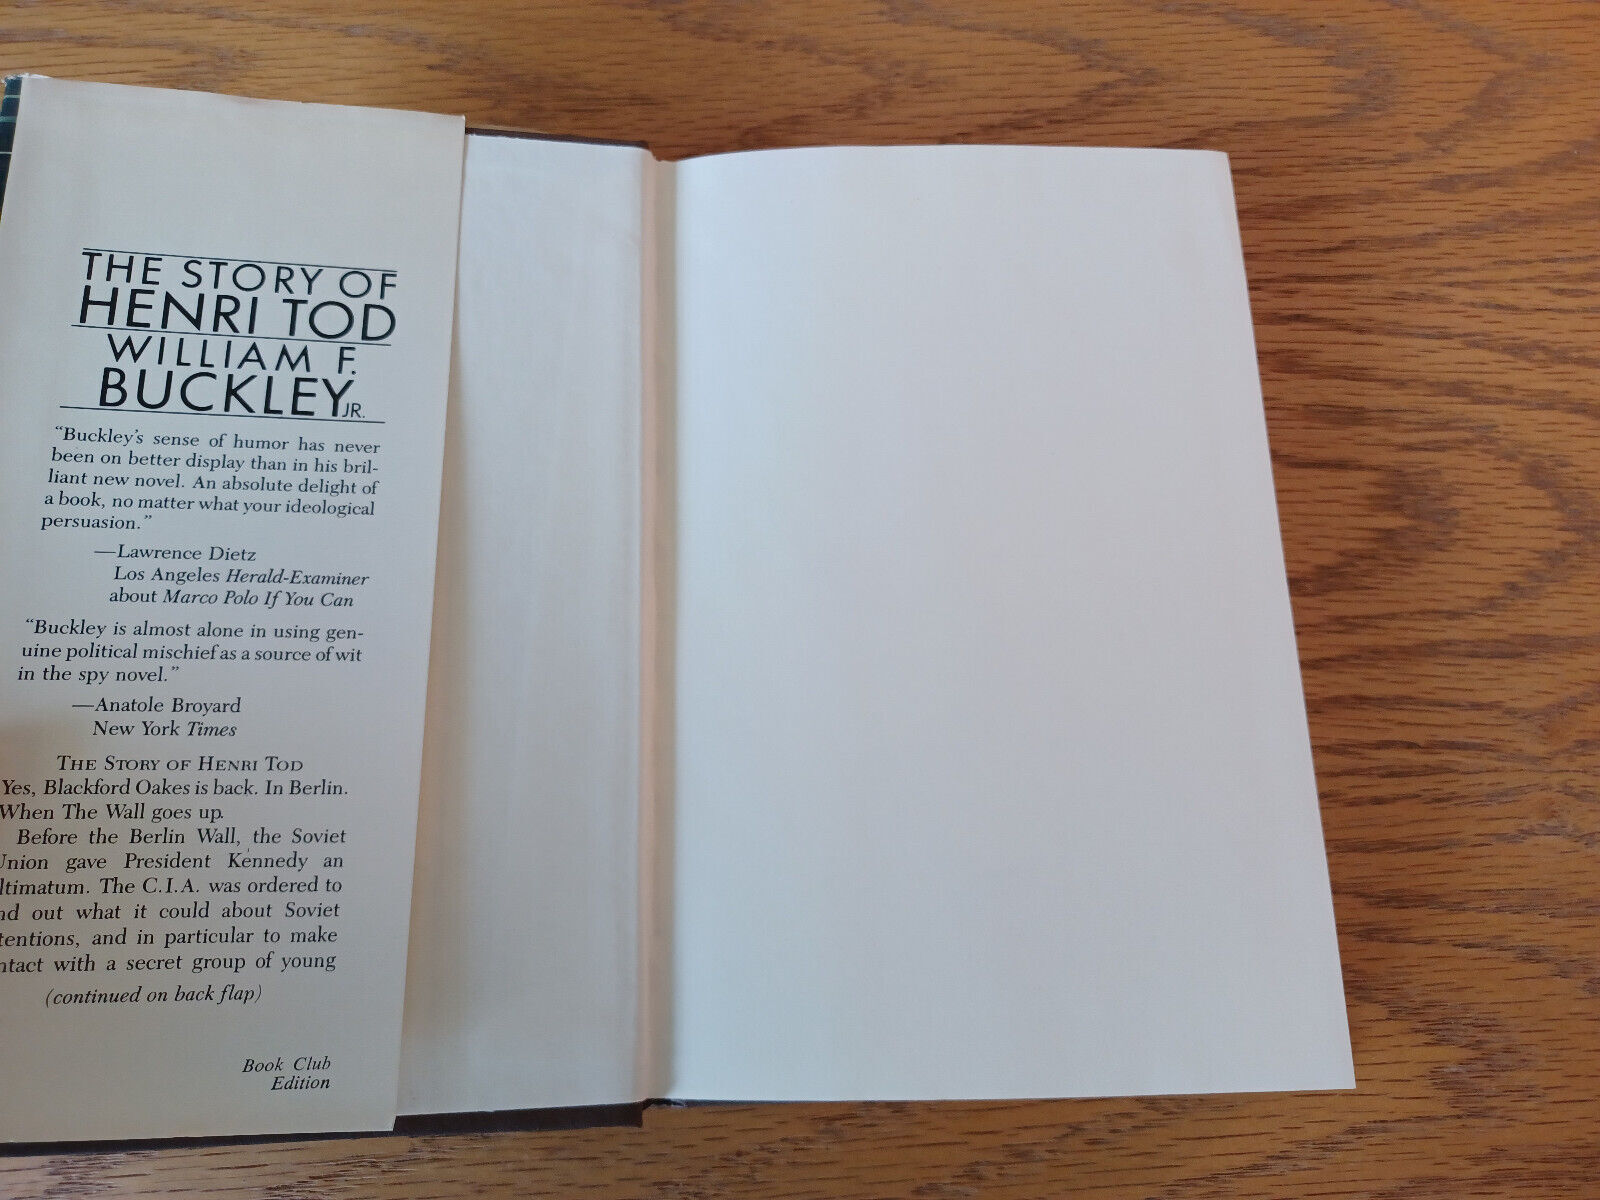 THE STORY OF
HENRI TOD
WILLIAM F.
BUCKLEY JR.
"Buckley's sense of humor has never
been on better display than in his bril-
liant new novel. An absolute delight of
a book, no matter what your ideological
persuasion."
—Lawrence Dietz
Los Angeles Herald-Examiner
about Marco Polo If You Can
"Buckley is almost alone in using gen-
uine political mischief as a source of wit
in the spy novel."
—Anatole Broyard
New York Times
THE STORY OF HENRI TOD
Yes, Blackford Oakes is back. In Berlin.
When The Wall goes up.
Before the Berlin Wall, the Soviet
Union gave President Kennedy an
ltimatum. The C.I.A. was ordered to
nd out what it could about Soviet
tentions, and in particular to make
ntact with a secret group of young
(continued on back flap)
Book Club
Edition